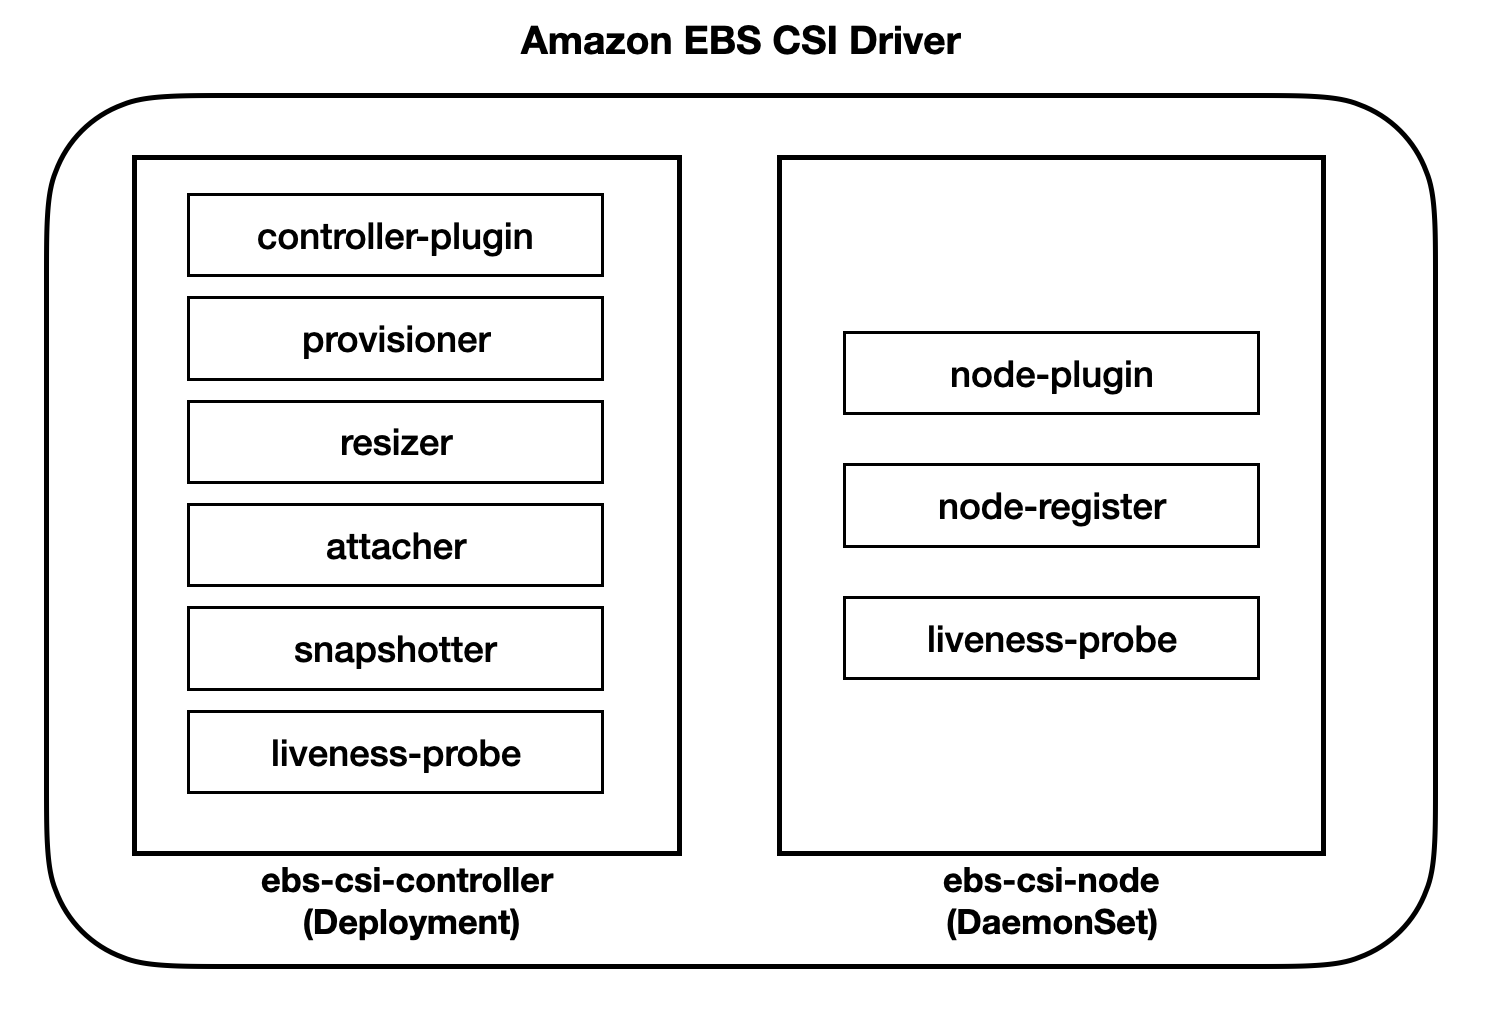 Amazon EBS CSI Driver
controller-plugin
provisioner
resizer
attacher
snapshotter
liveness-probe
ebs-csi-controller
(Deployment)
node-plugin
node-register
liveness-probe
ebs-csi-node
(DaemonSet)